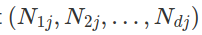 (N₁ⱼ, N₂ⱼ, . . . , N_dj)